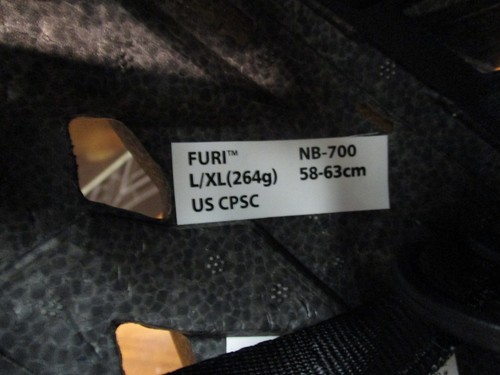 FURI™ NB-700
L/XL(264g) 58-63cm
US CPSC